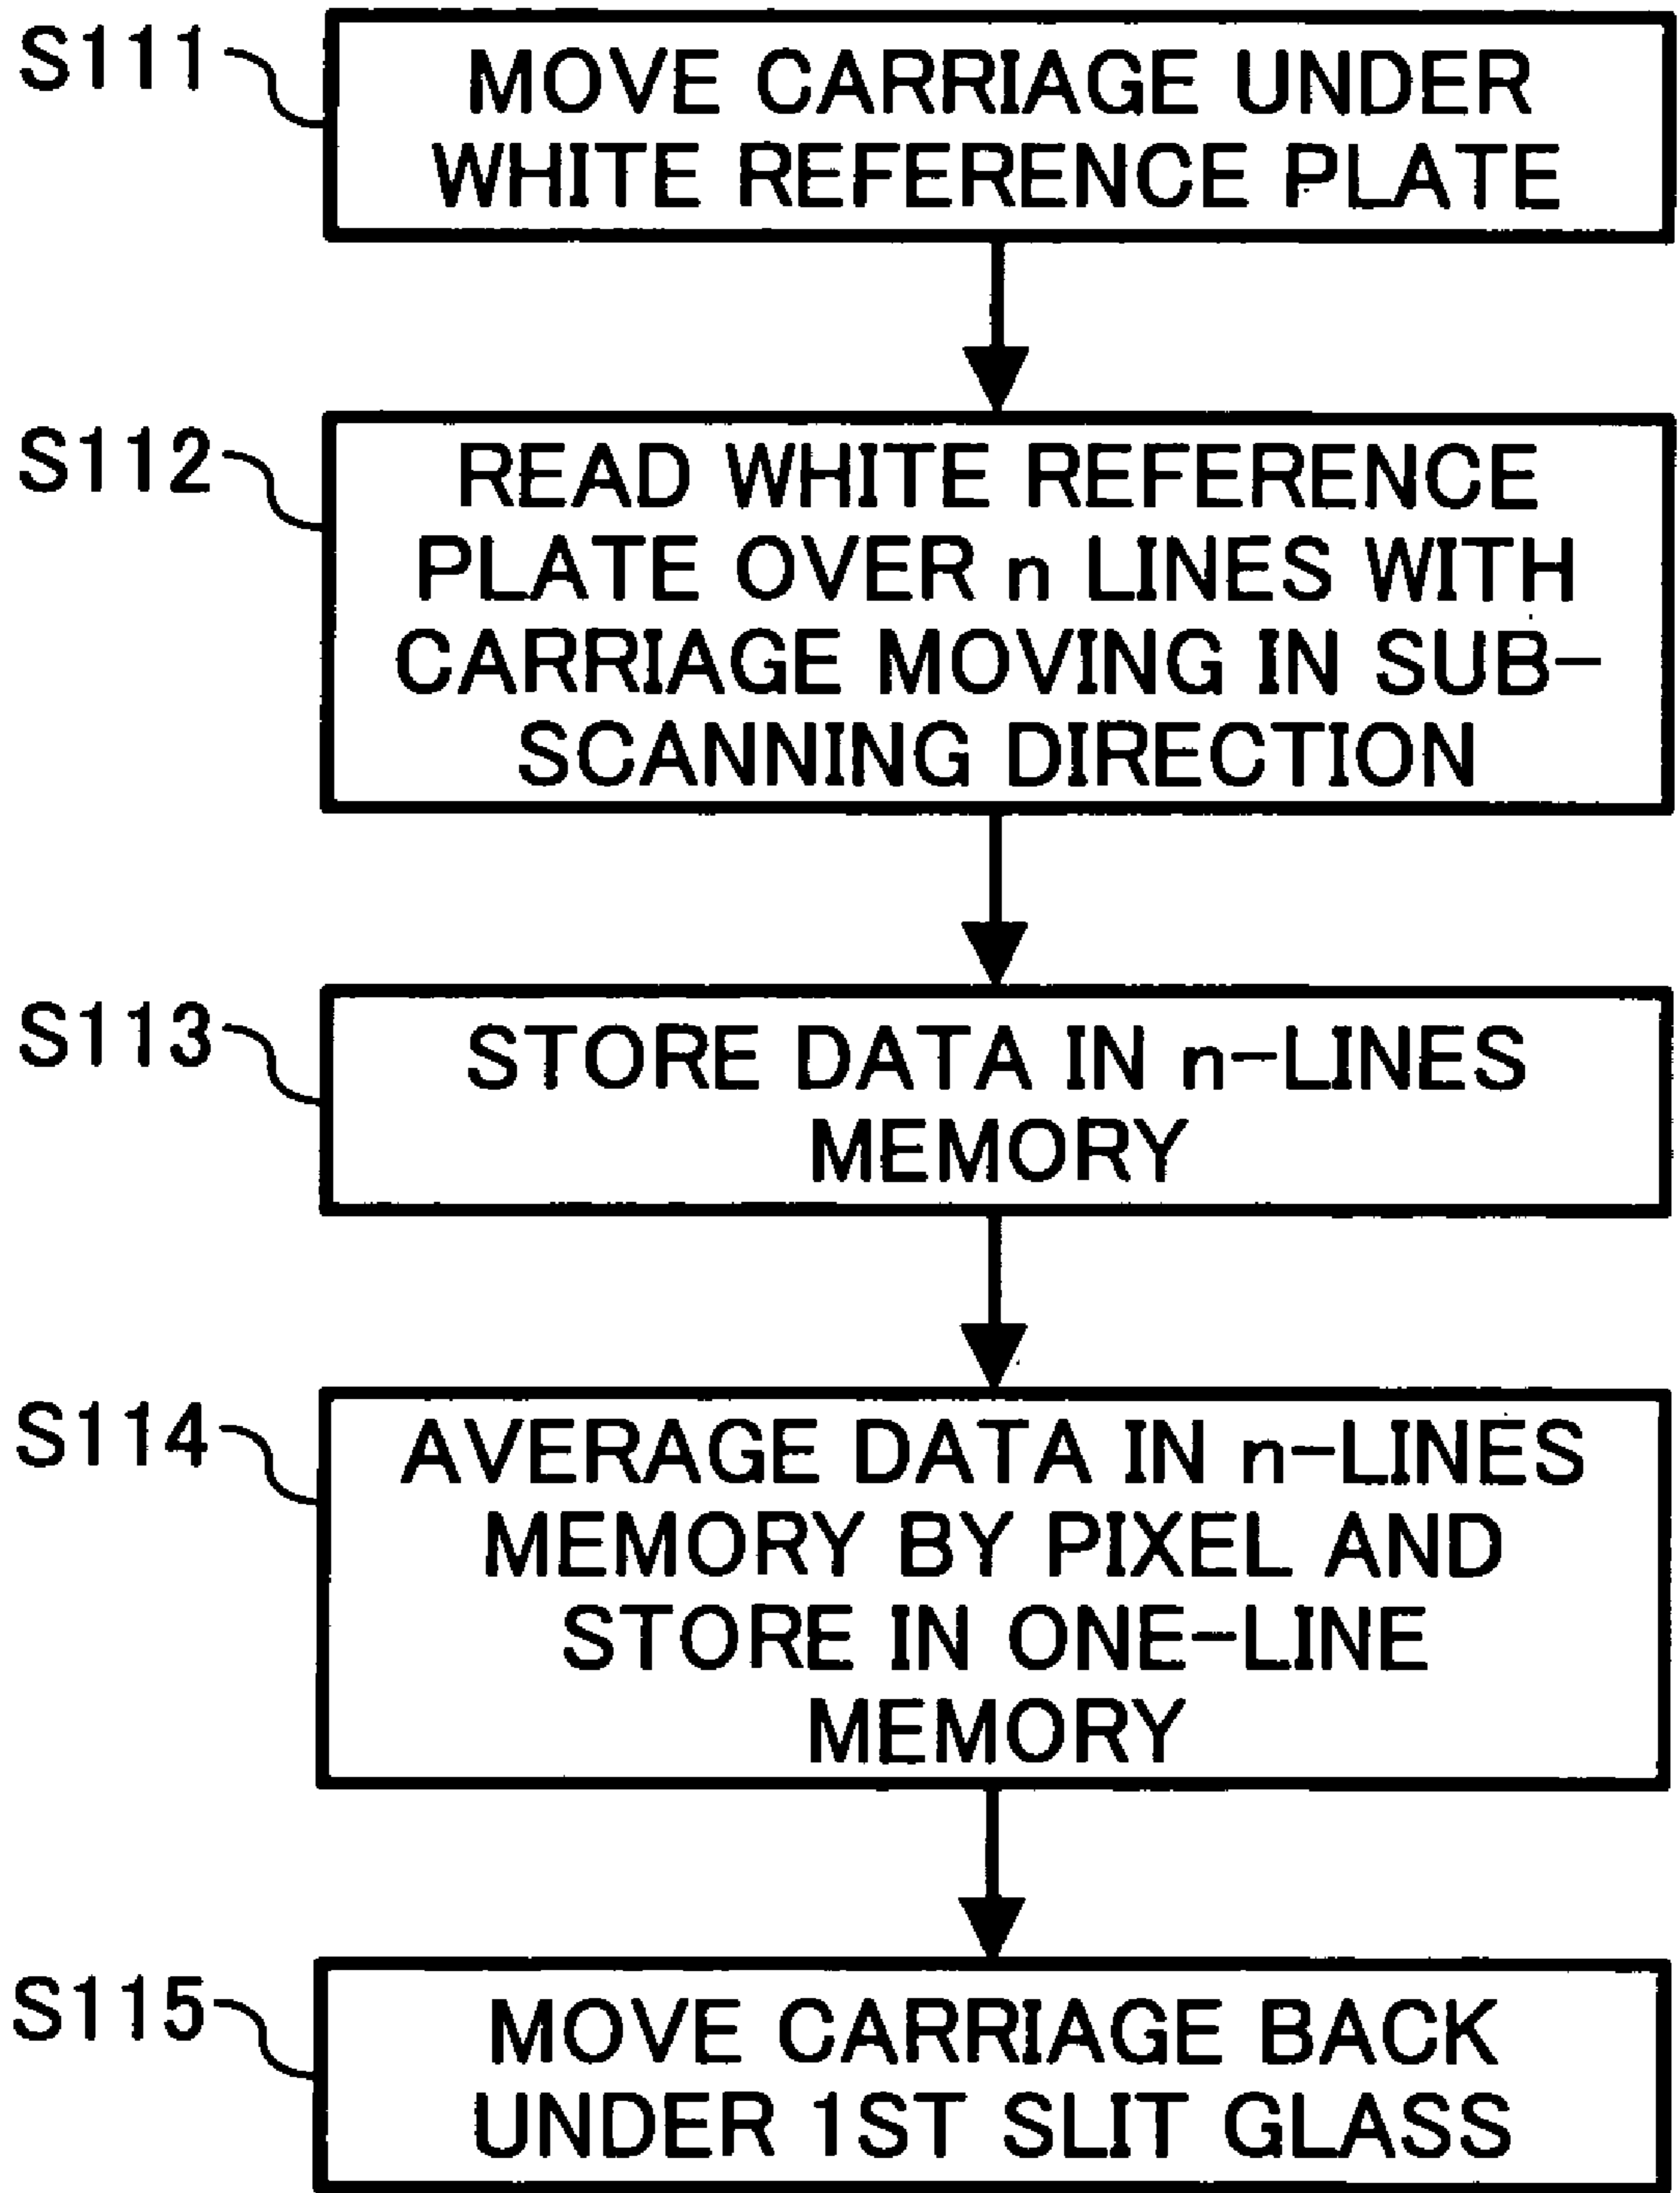 S111
MOVE CARRIAGE UNDER
WHITE REFERENCE PLATE
S112
READ WHITE REFERENCE
PLATE OVER n LINES WITH
CARRIAGE MOVING IN SUB-
SCANNING DIRECTION
S113
STORE DATA IN n-LINES
MEMORY
S114
AVERAGE DATA IN n-LINES
MEMORY BY PIXEL AND
STORE IN ONE-LINE
MEMORY
S115
MOVE CARRIAGE BACK
UNDER 1ST SLIT GLASS